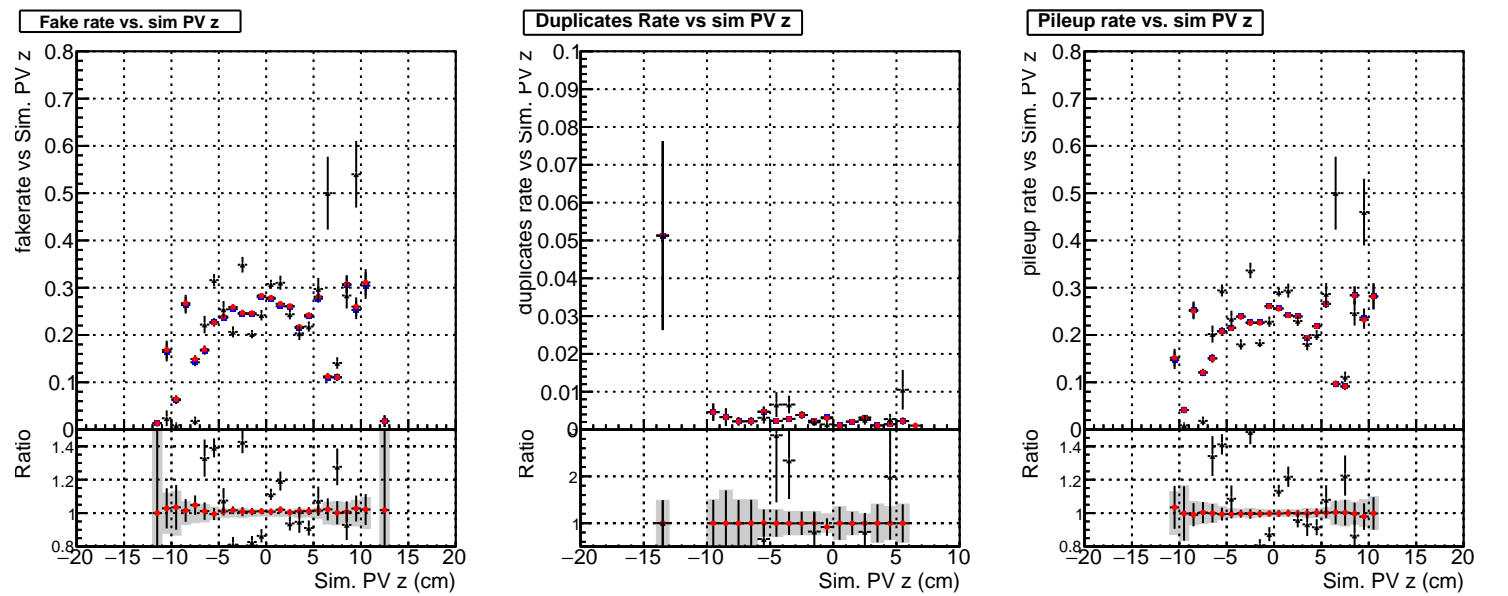 Fake rate vs. sim PV z
fakerate vs Sim. PV z
0.8
0.7
0.6
0.5
0.4
0.3
0.2
0.1
0
Ratio
1.4
1.2
1
0.8
−20 −15 −10 −5 0 5 10 15 20
Sim. PV z (cm)
Duplicates Rate vs sim PV z
duplicates rate vs Sim. PV z
0.1
0.09
0.08
0.07
0.06
0.05
0.04
0.03
0.02
0.01
0
Ratio
2
1
−20 −15 −10 −5 0 5 10
Sim. PV z (cm)
Pileup rate vs. sim PV z
pileup rate vs Sim. PV z
0.8
0.7
0.6
0.5
0.4
0.3
0.2
0.1
0
Ratio
1.4
1.2
1
0.8
−20 −15 −10 −5 0 5 10 15 20
Sim. PV z (cm)